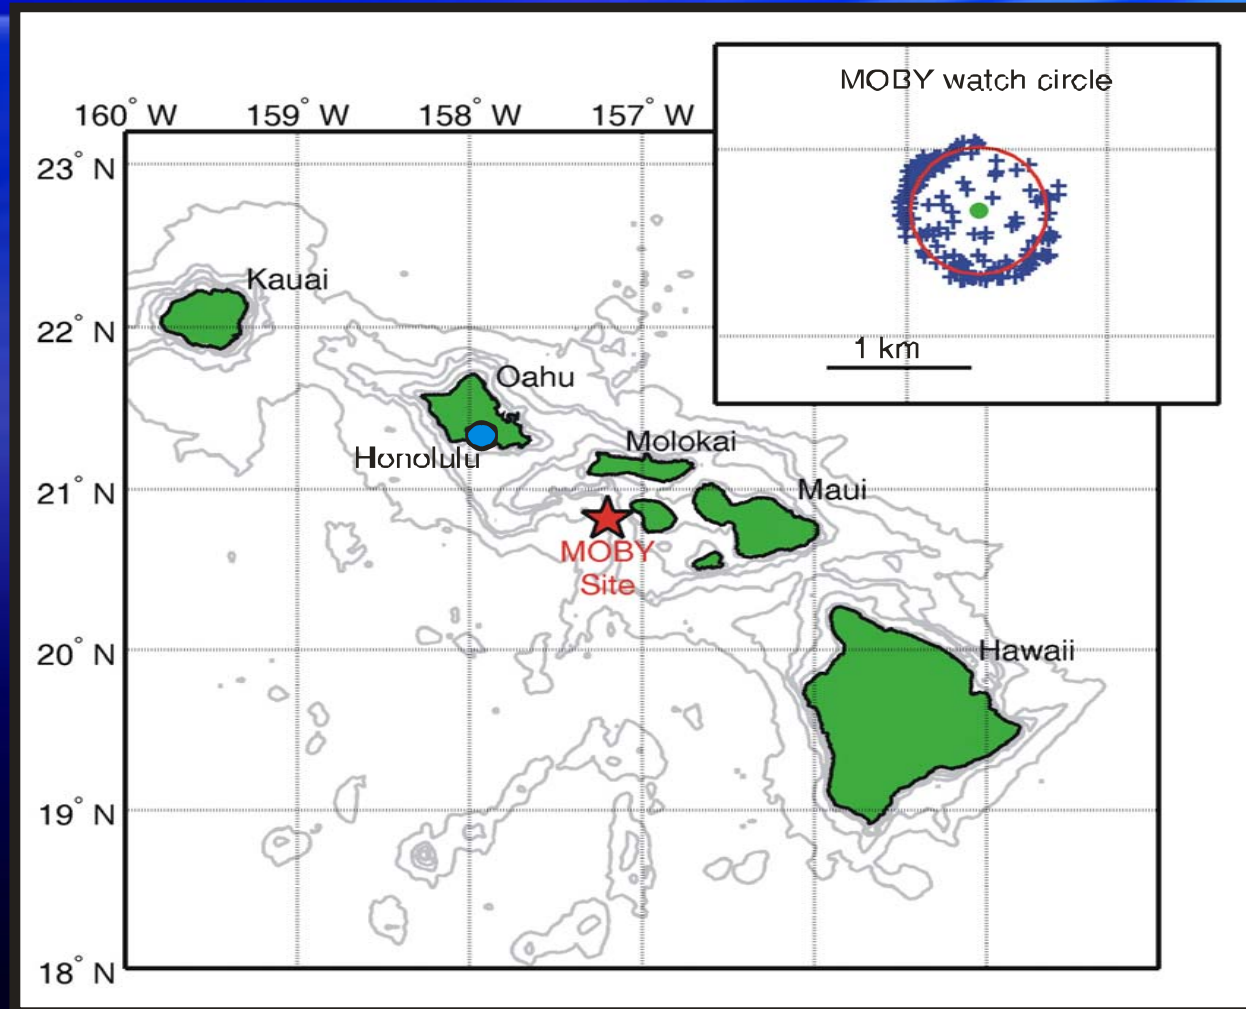 MOBY watch circle
160° W
159° W
158° W
157° W
23° N
Kauai
22° N
1 km
Oahu
Molokai
Honolulu
21° N
Maui
MOBY
Site
20° N
Hawaii
19° N
18° N